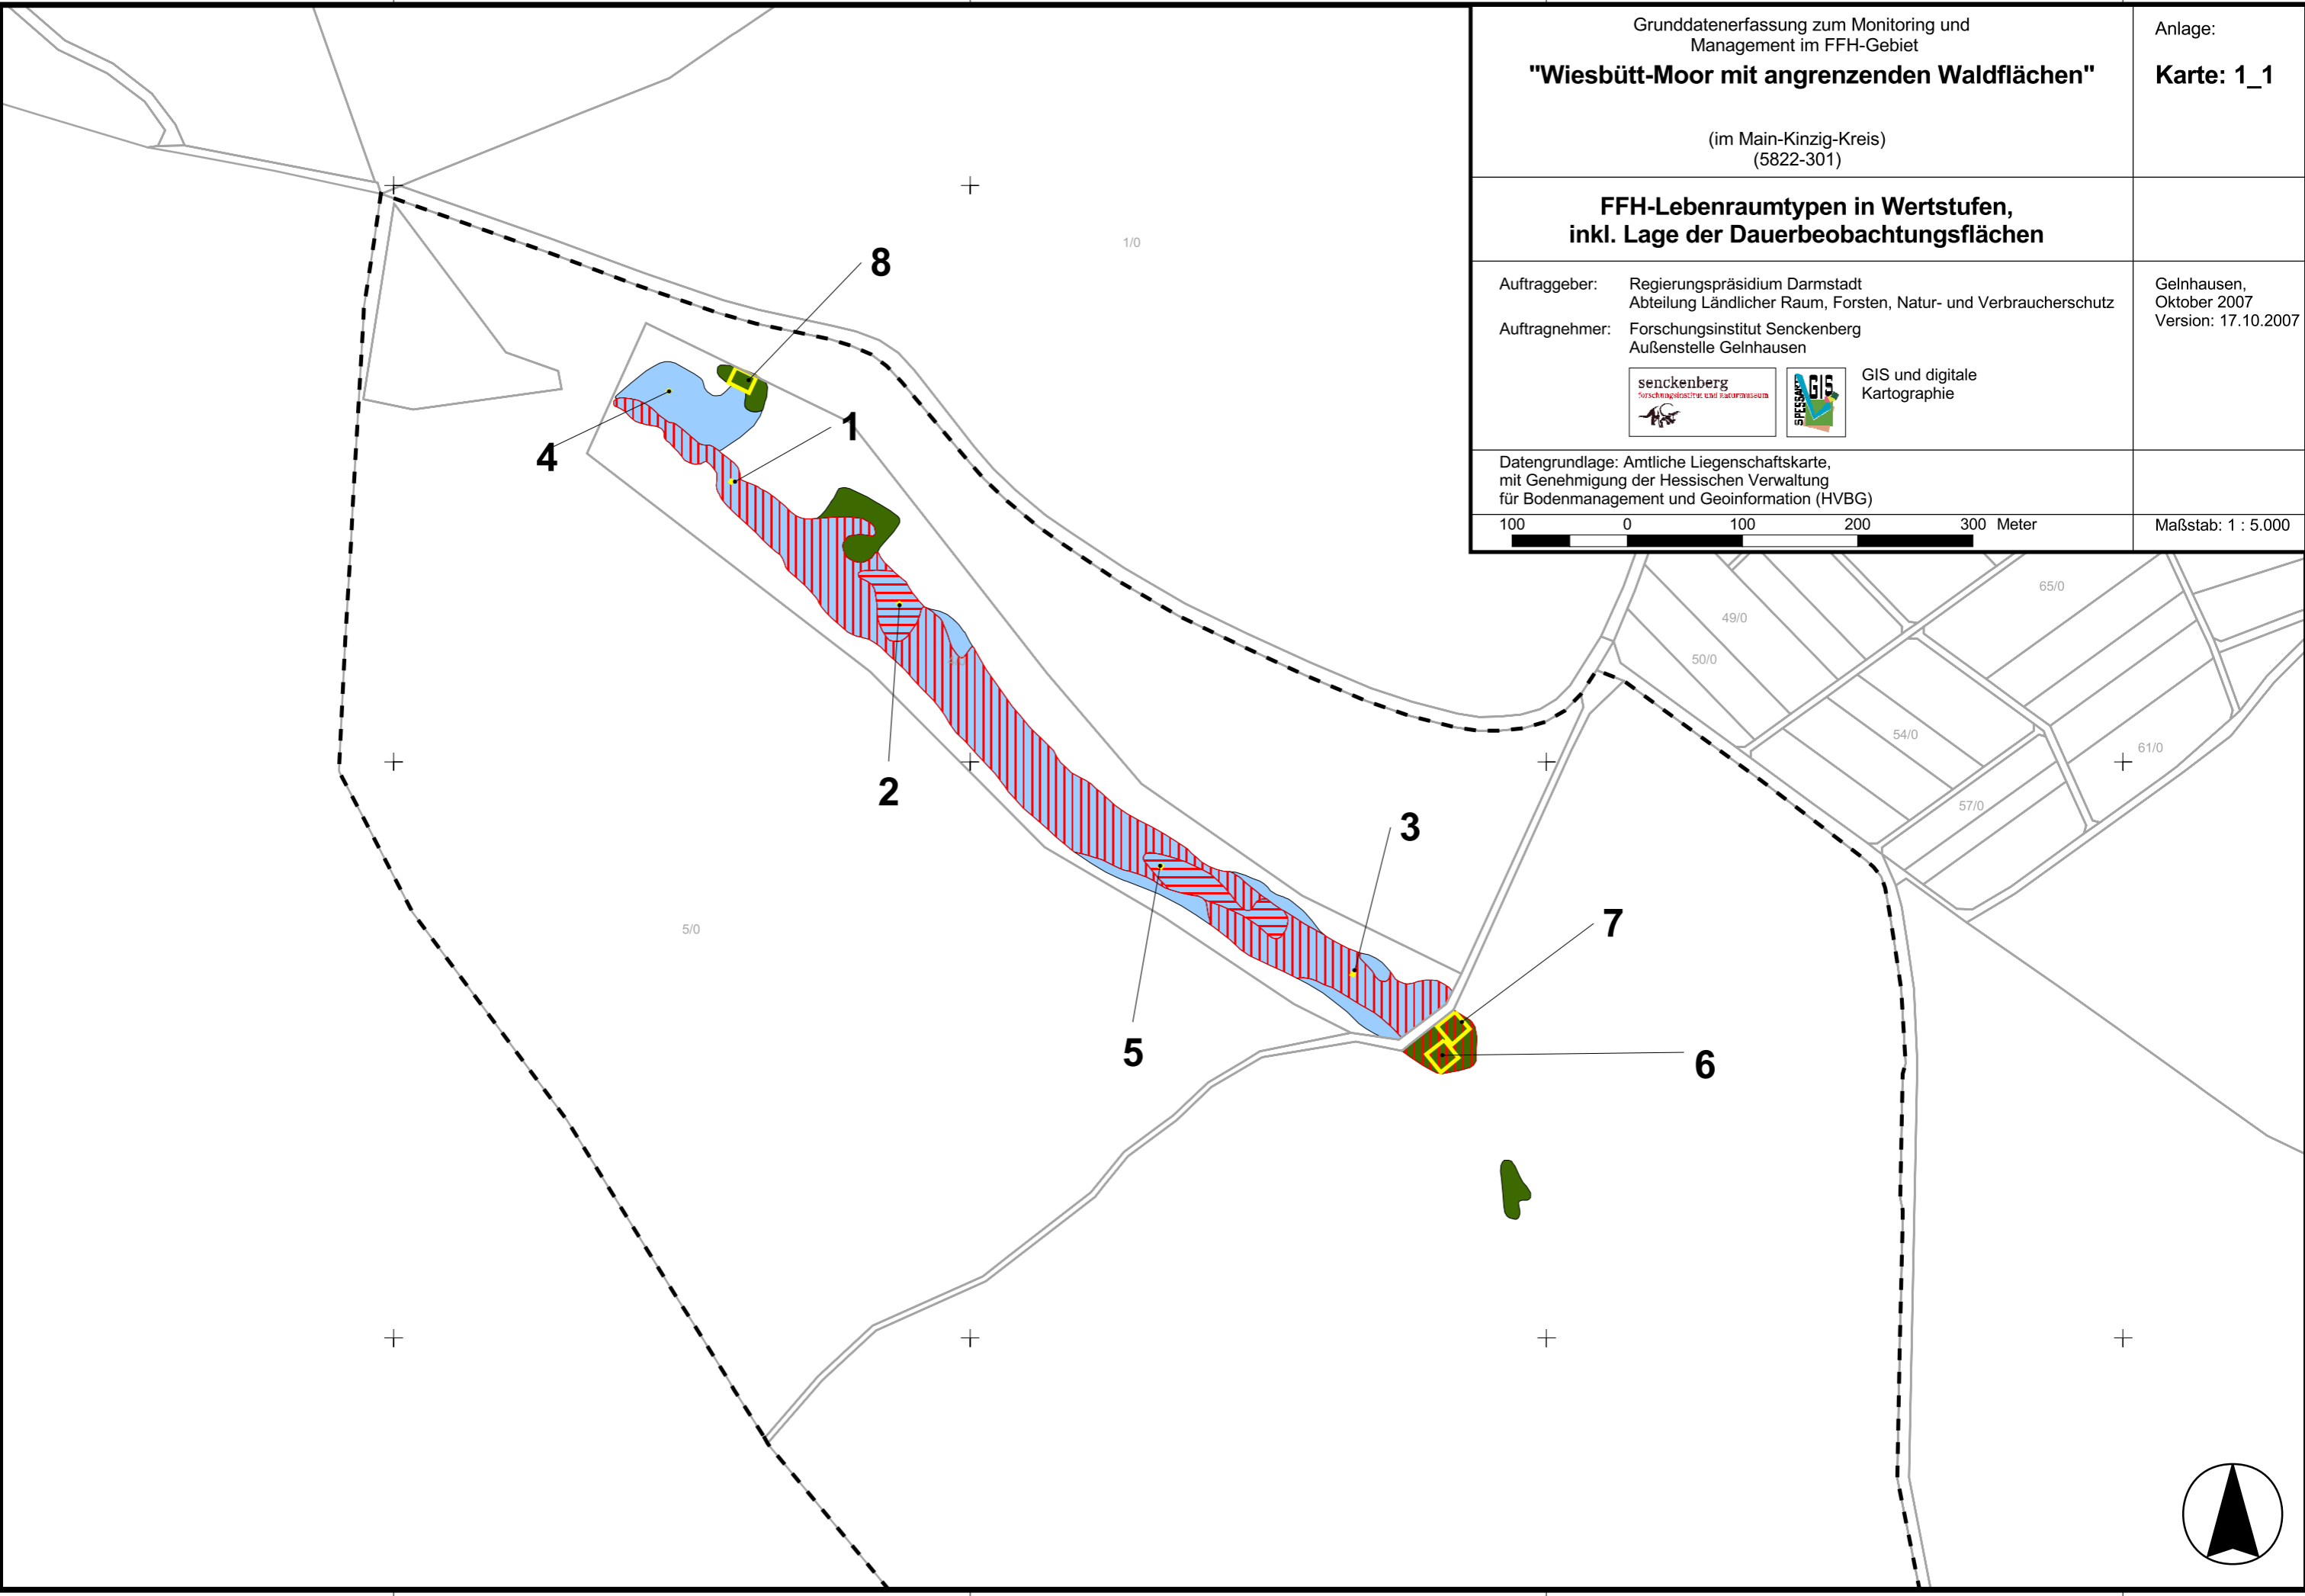 Grunddatenerfassung zum Monitoring und
Management im FFH-Gebiet
"Wiesbütt-Moor mit angrenzenden Waldflächen"
(im Main-Kinzig-Kreis)
(5822-301)
Anlage:
Karte: 1_1
FFH-Lebenraumtypen in Wertstufen,
inkl. Lage der Dauerbeobachtungsflächen
Auftraggeber: Regierungspräsidium Darmstadt
Abteilung Ländlicher Raum, Forsten, Natur- und Verbraucherschutz
Auftragnehmer: Forschungsinstitut Senckenberg
Außenstelle Gelnhausen
Gelnhausen,
Oktober 2007
Version: 17.10.2007
senckenberg
forschungsinstitut und naturmuseum
SPESSART
GIS
GIS und digitale
Kartographie
Datengrundlage: Amtliche Liegenschaftskarte,
mit Genehmigung der Hessischen Verwaltung
für Bodenmanagement und Geoinformation (HVBG)
100 0 100 200 300 Meter
Maßstab: 1 : 5.000
1/0
8
1
4
65/0
49/0
50/0
54/0
61/0
2
57/0
3
7
5/0
5
6